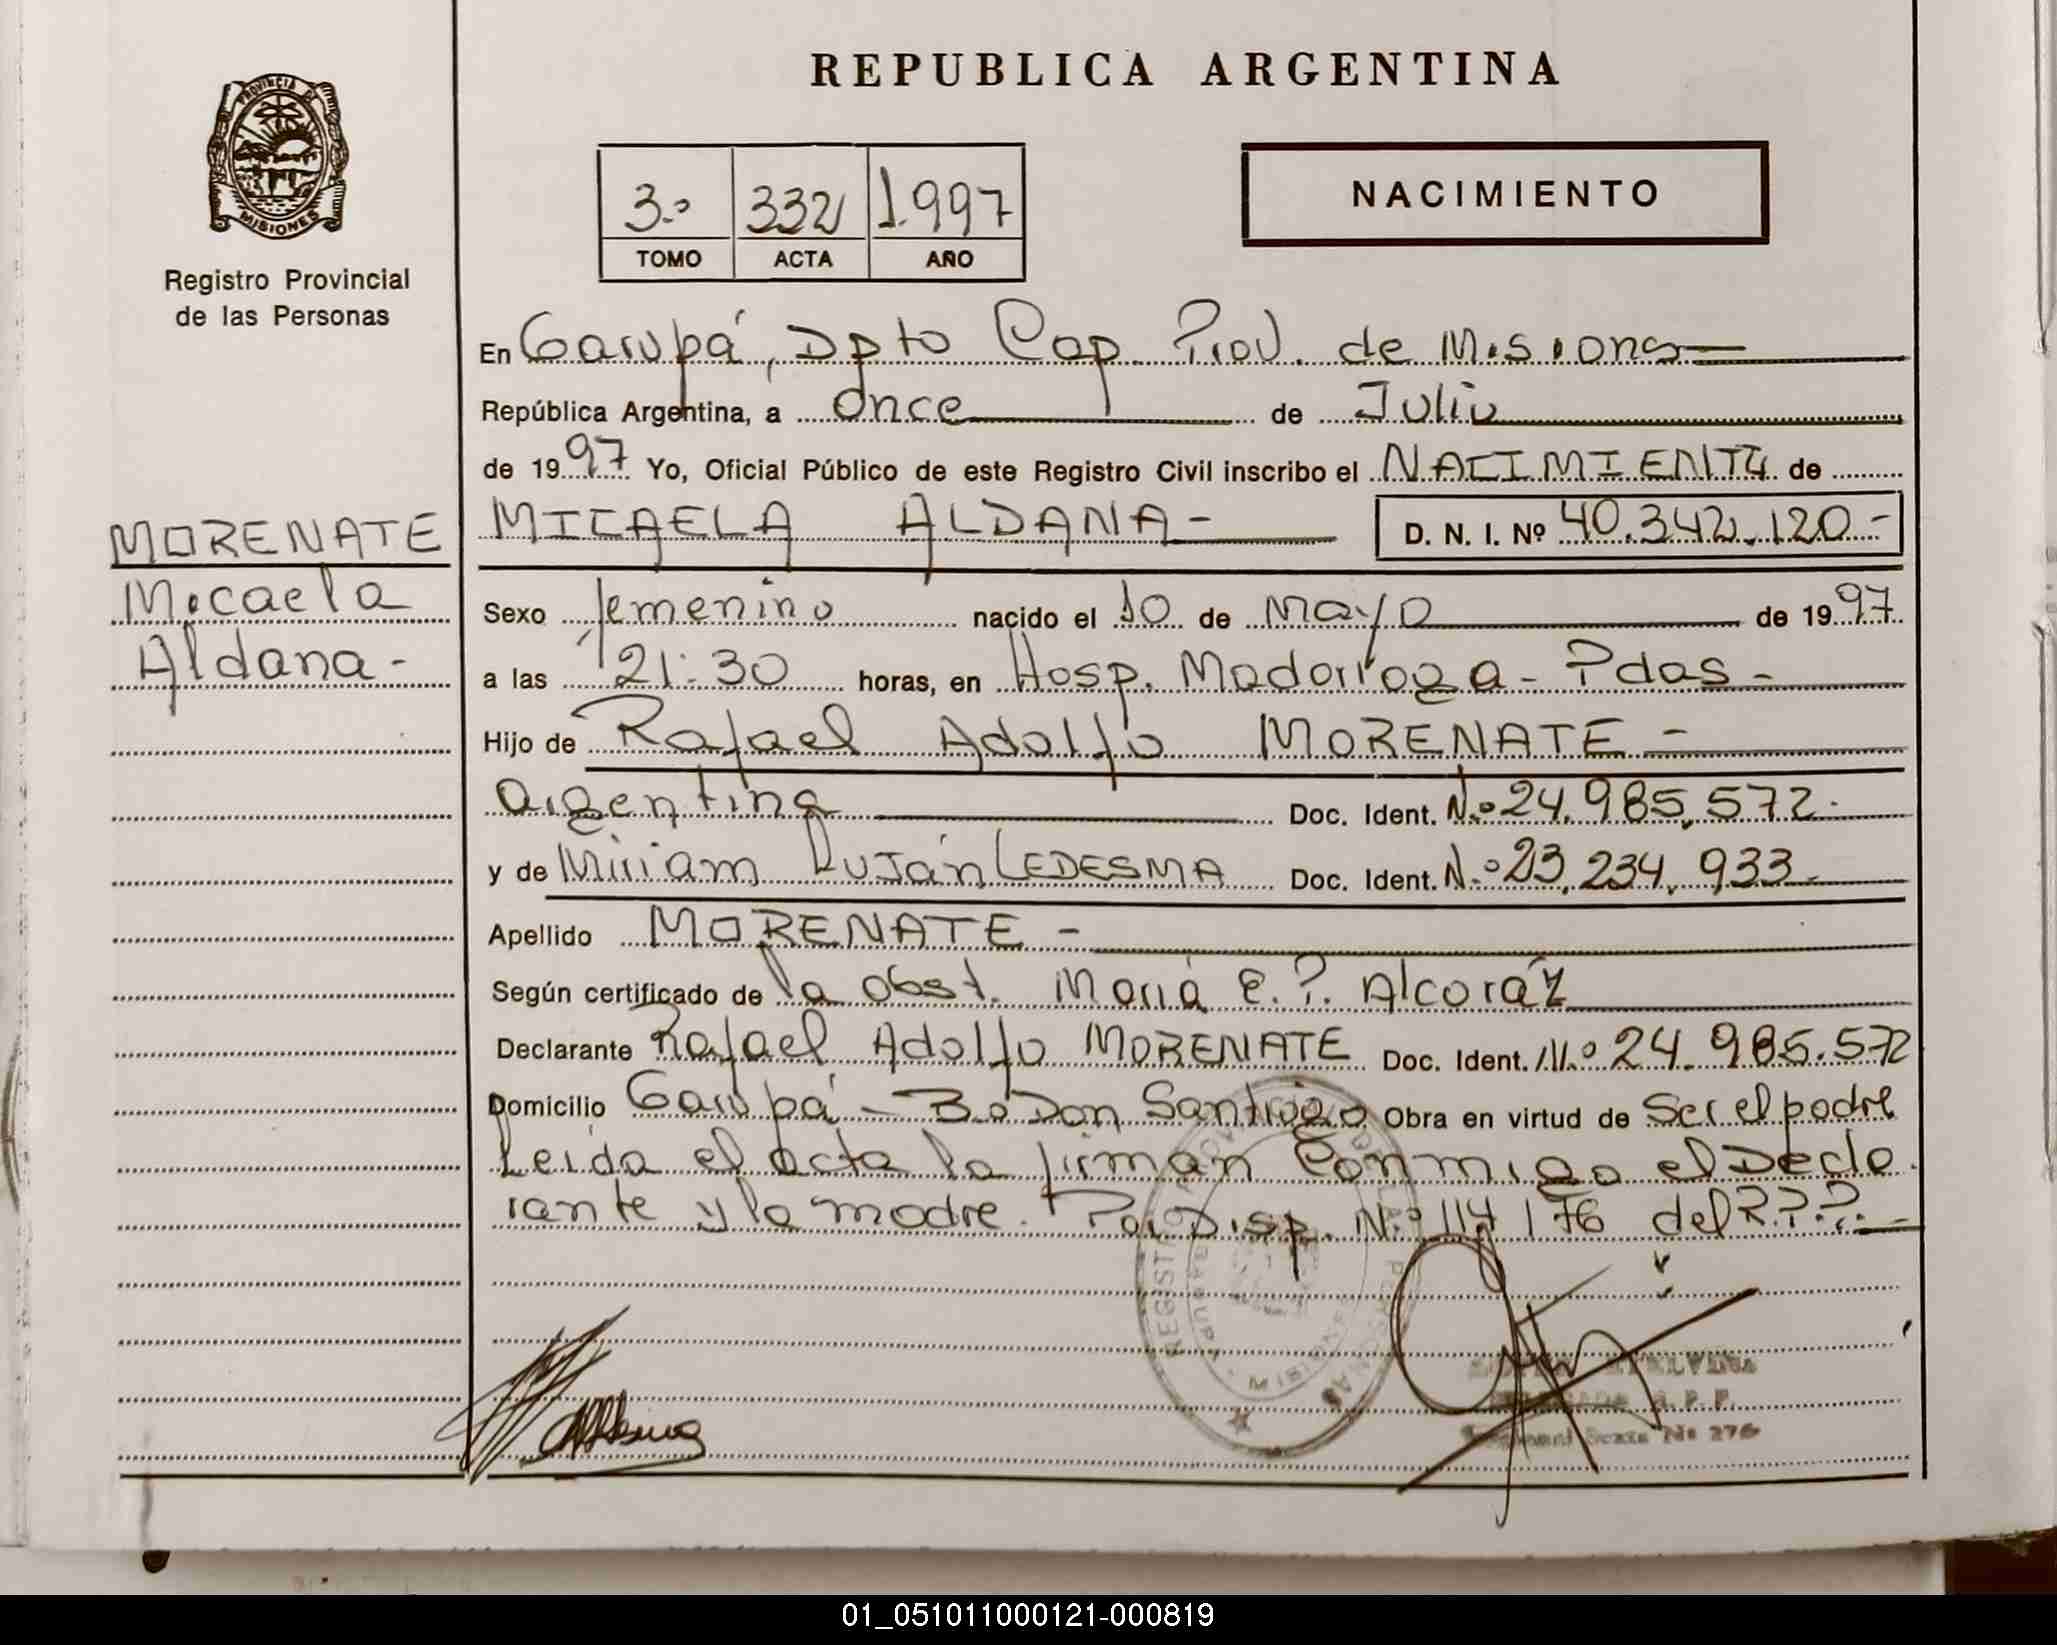 REPUBLICA ARGENTINA
PROVINCIA DE
MISIONES
Registro Provincial
de las Personas
3.º 332 1.997
TOMO ACTA AÑO
NACIMIENTO
En Garupá, Dpto Cap. Prov. de Misiones
República Argentina, a once de Julio
de 1997 Yo, Oficial Público de este Registro Civil inscribo el NACIMIENTO de
MICAELA ALDANA - D. N. I. Nº 40.342.120.-
MORENATE
Micaela
Aldana -
Sexo femenino nacido el 10 de Mayo de 1997.
a las 21:30 horas, en Hosp. Madariaga - Pdas -
Hijo de Rafael Adolfo MORENATE -
argentina Doc. Ident. N.º 24.985.572.
y de Miriam Luján LEDESMA Doc. Ident. N.º 23.234.933.
Apellido MORENATE -
Según certificado de la obst. María E. P. Alcoráz
Declarante Rafael Adolfo MORENATE Doc. Ident. N.º 24.985.572
Domicilio Garupá - Bº Don Santiago Obra en virtud de Ser el padre
Leída el acta la firman conmigo el Decla
rante y la madre. Por Disp. N.º 114/76 del R.P.P. -
MISIONES
Nº 276
01_051011000121-000819